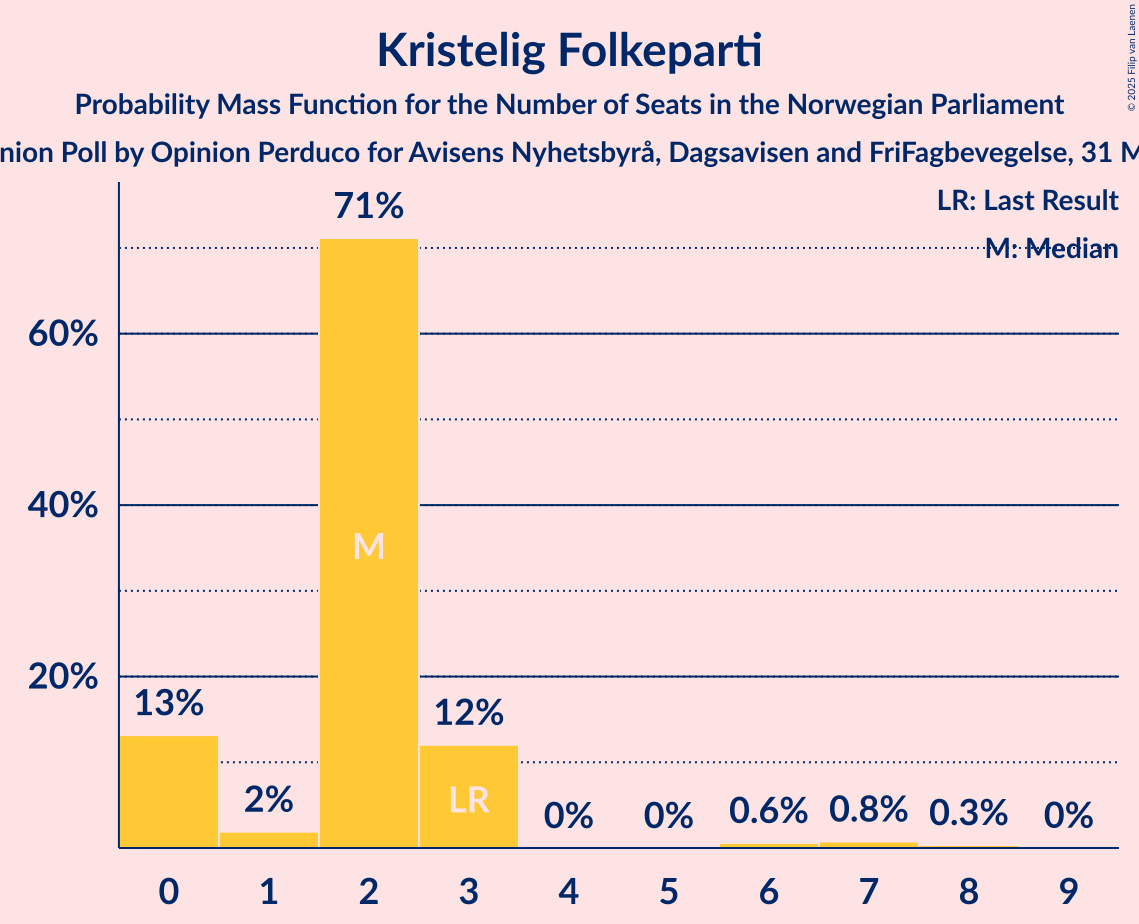 © 2025 Filip van Laenen
Kristelig Folkeparti
Probability Mass Function for the Number of Seats in the Norwegian Parliament
Poll by Opinion Perduco for Avisens Nyhetsbyrå, Dagsavisen and FriFagbevegelse, 31
LR: Last Result
M: Median
71%
60%
40%
M
20%
13%
12%
2%
LR
0%
0%
0.6%
0.8%
0.3%
0%
0 1 2 3 4 5 6 7 8 9